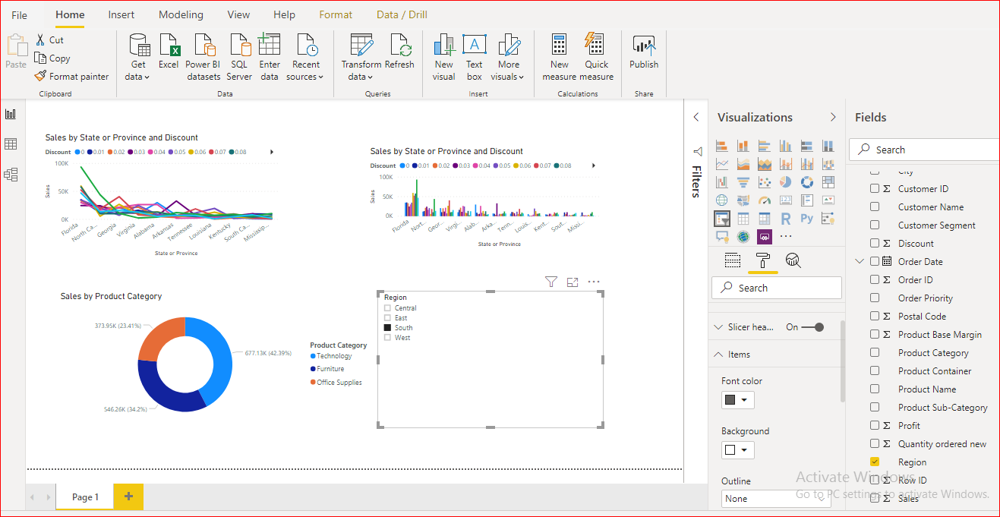 File Home Insert Modeling View Help Format Data / Drill
Paste
Cut
Copy
Format painter
Clipboard
Get data
Excel
Power BI datasets
SQL Server
Enter data
Recent sources
Data
Transform data
Refresh
Queries
New visual
Text box
More visuals
Insert
New measure
Quick measure
Calculations
Publish
Share
Sales by State or Province and Discount
Discount 0 0.01 0.02 0.03 0.04 0.05 0.06 0.07 0.08
100K
50K
0K
Sales
Florida
North Ca...
Georgia
Virginia
Alabama
Arkansas
Tennessee
Louisiana
Kentucky
South Ca...
Mississip...
State or Province
Sales by State or Province and Discount
Discount 0 0.01 0.02 0.03 0.04 0.05 0.06 0.07 0.08
100K
50K
0K
Sales
Florida
Nort...
Geor...
Virgi...
Alab...
Arka...
Tenn...
Louis...
Kent...
Sout...
Missi...
State or Province
Sales by Product Category
373.95K (23.41%)
677.13K (42.39%)
546.26K (34.2%)
Product Category
Technology
Furniture
Office Supplies
Region
Central
East
South
West
Filters
Visualizations
R Py
Search
Slicer hea... On
Items
Font color
Background
Outline
None
Fields
Search
City
Customer ID
Customer Name
Customer Segment
Discount
Order Date
Order ID
Order Priority
Postal Code
Product Base Margin
Product Category
Product Container
Product Name
Product Sub-Category
Profit
Quantity ordered new
Region
Row ID
Sales
Activate Windows
Go to PC settings to activate Windows.
Page 1